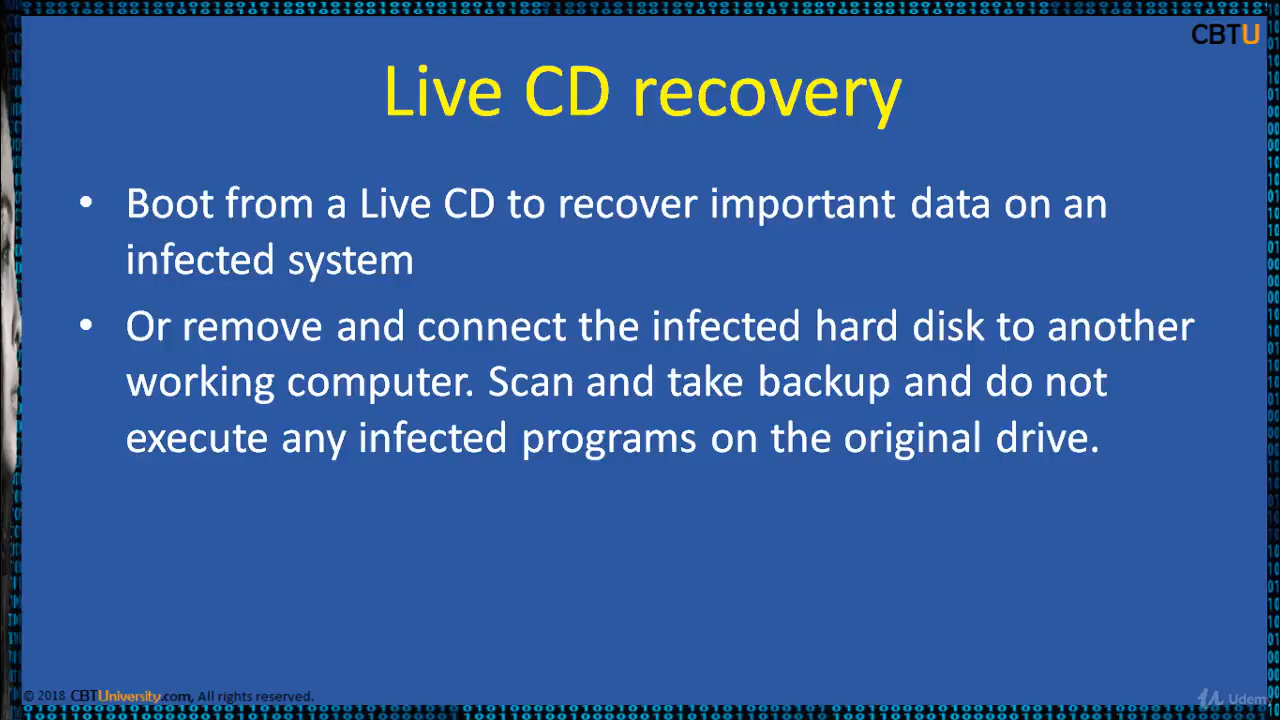 CBTU
Live CD recovery
• Boot from a Live CD to recover important data on an
infected system
• Or remove and connect the infected hard disk to another
working computer. Scan and take backup and do not
execute any infected programs on the original drive.
© 2018 CBTUniversity.com, All rights reserved.
Udemy